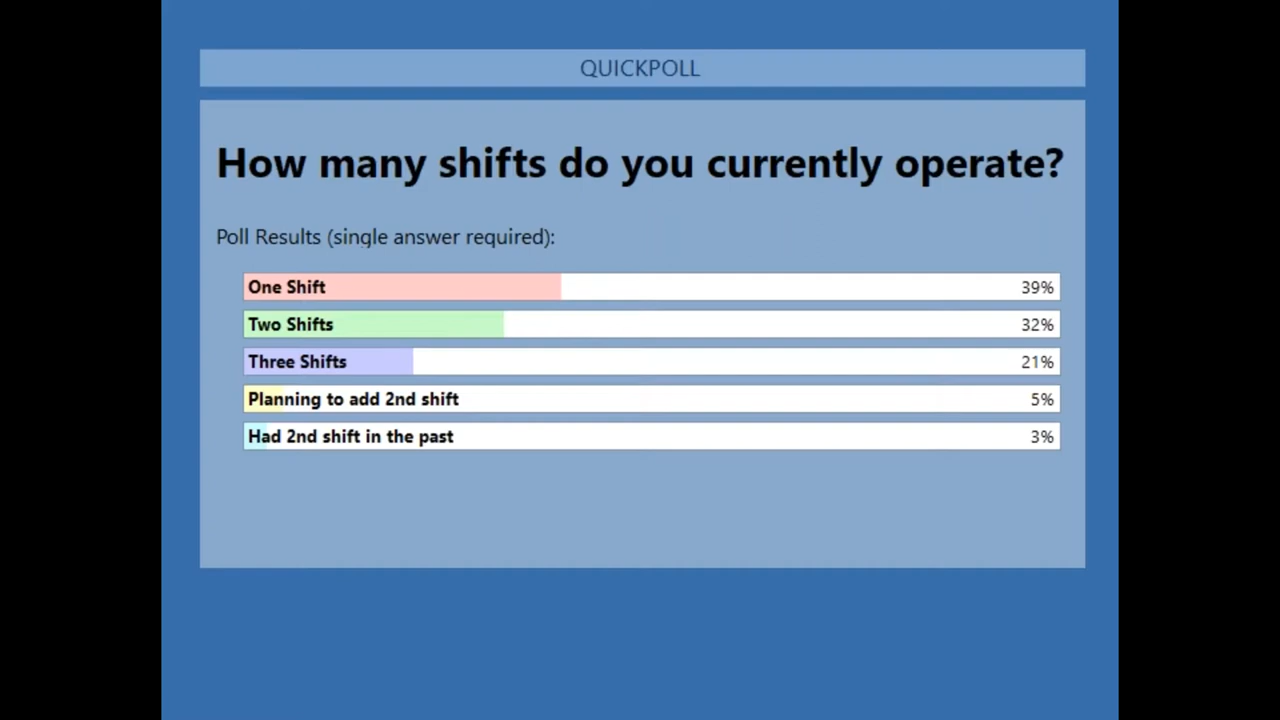 QUICKPOLL
How many shifts do you currently operate?
Poll Results (single answer required):
One Shift 39%
Two Shifts 32%
Three Shifts 21%
Planning to add 2nd shift 5%
Had 2nd shift in the past 3%